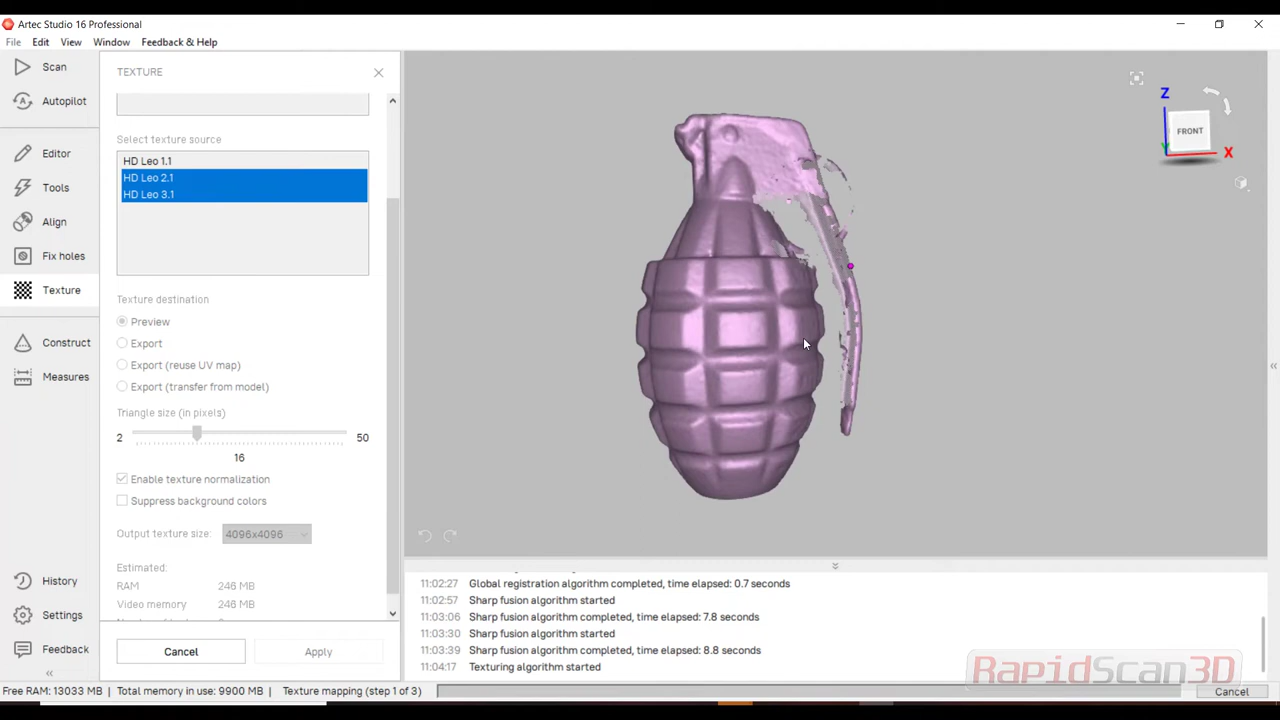 Artec Studio 16 Professional
File Edit View Window Feedback & Help
Scan
Autopilot
Editor
Tools
Align
Fix holes
Texture
Construct
Measures
History
Settings
Feedback
TEXTURE
Select texture source
HD Leo 1.1
HD Leo 2.1
HD Leo 3.1
Texture destination
Preview
Export
Export (reuse UV map)
Export (transfer from model)
Triangle size (in pixels)
2 50
16
Enable texture normalization
Suppress background colors
Output texture size: 4096x4096
Estimated:
RAM 246 MB
Video memory 246 MB
Cancel Apply
Z
FRONT
Y
X
11:02:27 Global registration algorithm completed, time elapsed: 0.7 seconds
11:02:57 Sharp fusion algorithm started
11:03:06 Sharp fusion algorithm completed, time elapsed: 7.8 seconds
11:03:30 Sharp fusion algorithm started
11:03:39 Sharp fusion algorithm completed, time elapsed: 8.8 seconds
11:04:17 Texturing algorithm started
RapidScan3D
Free RAM: 13033 MB Total memory in use: 9900 MB Texture mapping (step 1 of 3) Cancel